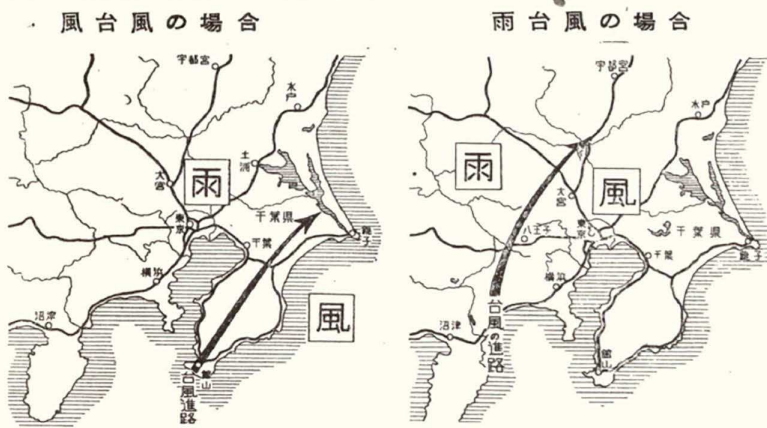 風台風の場合
宇都宮
水戸
土浦
大宮
雨
千葉県
東京
千葉
銚子
横浜
風
沼津
館山
台風進路
雨台風の場合
宇都宮
水戸
雨
大宮
風
八王子
東京
千葉県
千葉
銚子
横浜
沼津
台風の進路
館山